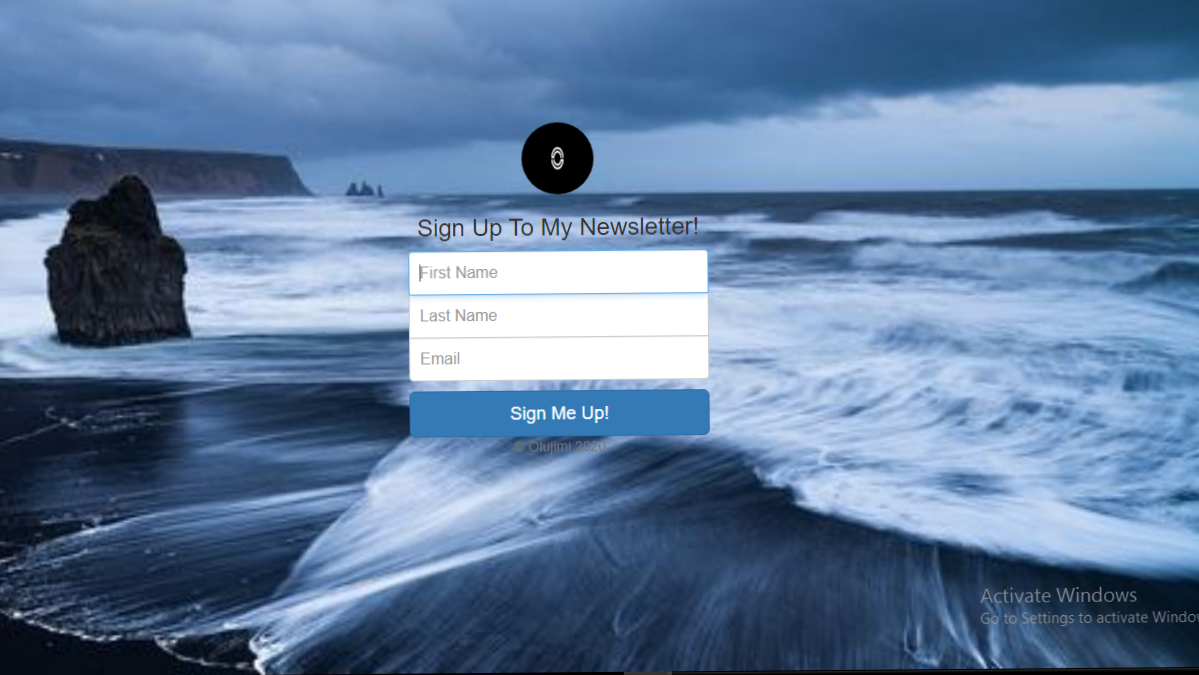 Sign Up To My Newsletter!
First Name
Last Name
Email
Sign Me Up!
© Olujimi 2020
Activate Windows
Go to Settings to activate Window